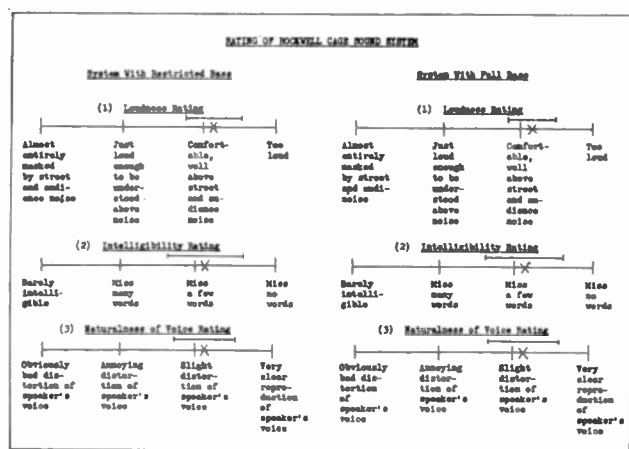 RATING OF ROCKWELL CAGE SOUND SYSTEM
System With Restricted Bass
(1) Loudness Rating
Almost
entirely
masked
by street
and audi-
ence noise
Just
loud
enough
to be
under-
stood
above
noise
Comfort-
able,
well
above
street
and au-
dience
noise
Too
loud
(2) Intelligibility Rating
Barely
intelli-
gible
Miss
many
words
Miss
a few
words
Miss
no
words
(3) Naturalness of Voice Rating
Obviously
bad dis-
tortion of
speaker's
voice
Annoying
distor-
tion of
speaker's
voice
Slight
distor-
tion of
speaker's
voice
Very
clear
repro-
duction
of
speaker's
voice
System With Full Bass
(1) Loudness Rating
Almost
entirely
masked
by street
and audi-
ence noise
Just
loud
enough
to be
under-
stood
above
noise
Comfort-
able,
well
above
street
and au-
dience
noise
Too
loud
(2) Intelligibility Rating
Barely
intelli-
gible
Miss
many
words
Miss
a few
words
Miss
no
words
(3) Naturalness of Voice Rating
Obviously
bad dis-
tortion
of
speaker's
voice
Annoying
distor-
tion of
speaker's
voice
Slight
distor-
tion of
speaker's
voice
Very
clear
repro-
duction
of
speaker's
voice